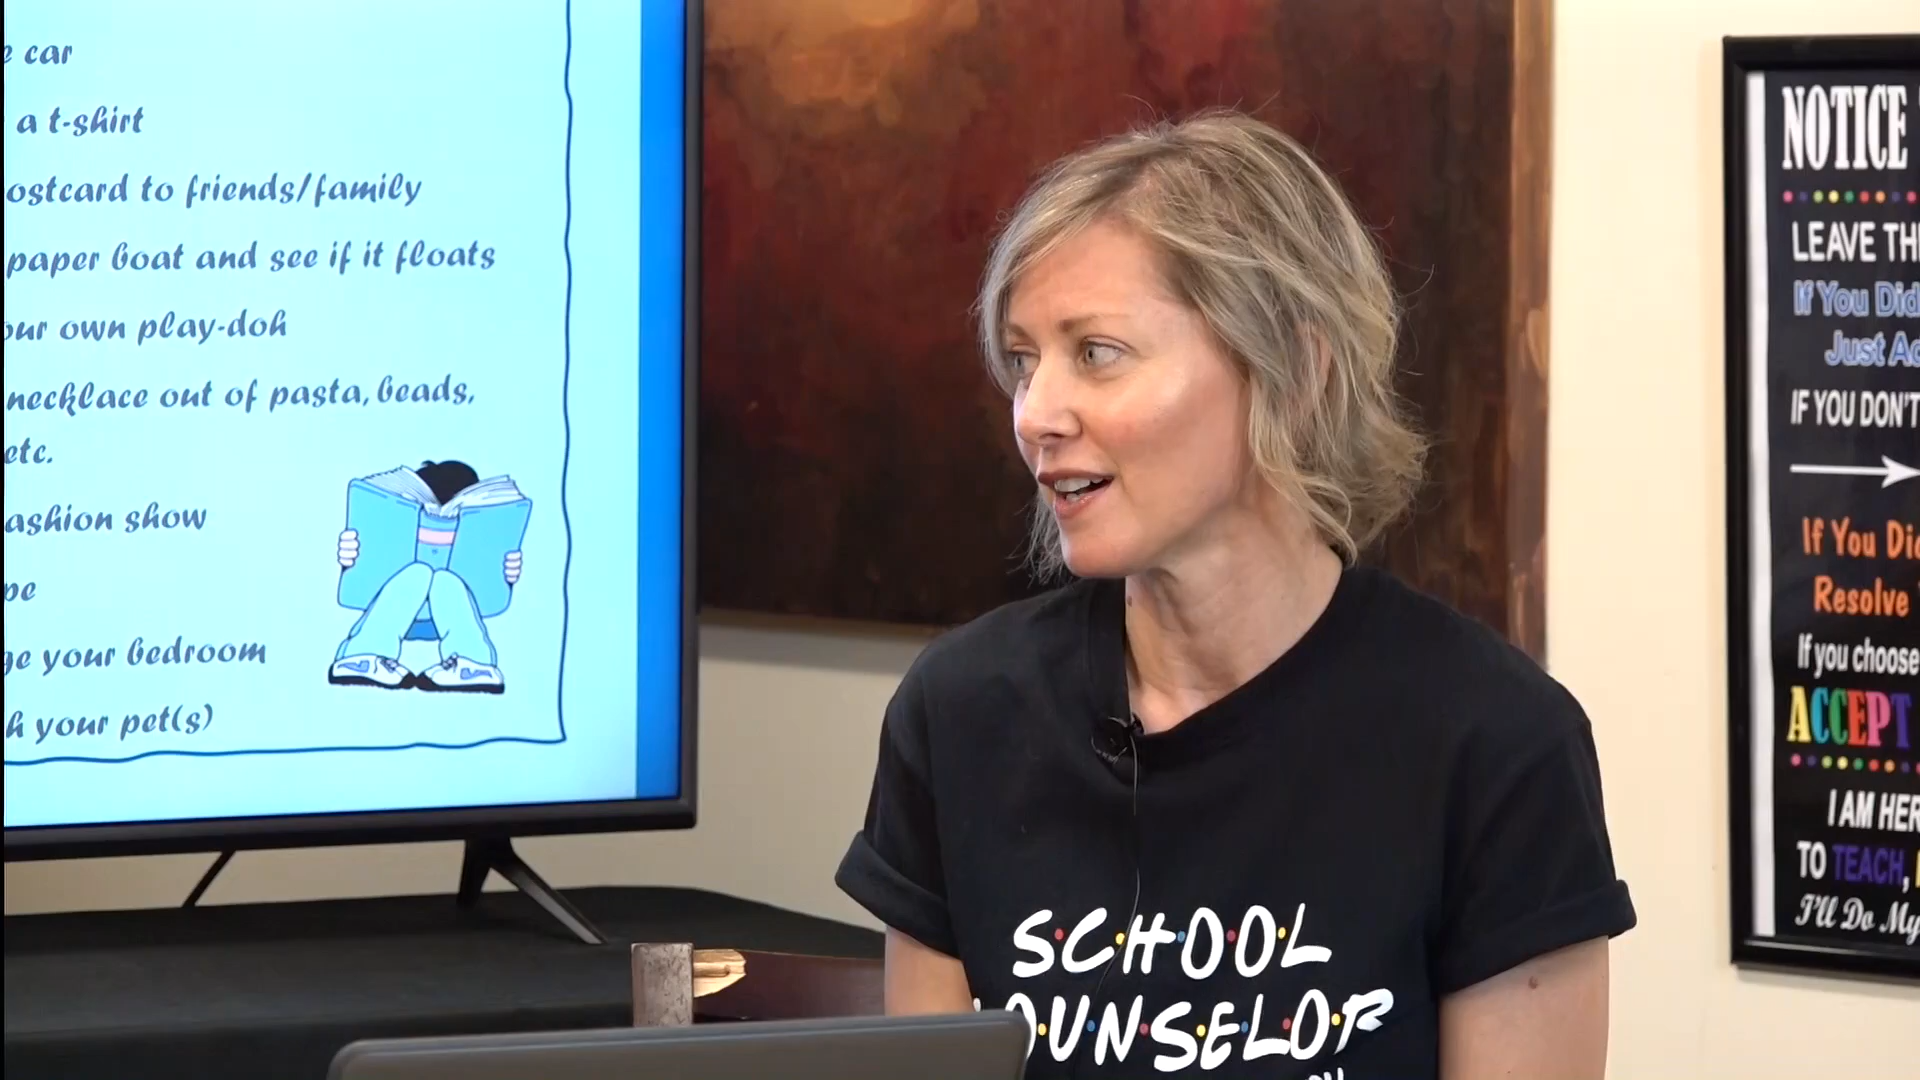 car
a t-shirt
ostcard to friends/family
paper boat and see if it floats
our own play-doh
necklace out of pasta, beads,
etc.
ashion show
pe
ge your bedroom
h your pet(s)
SCHOOL
OUNSELOR
NOTICE
LEAVE TH
If You Did
Just Ac
IF YOU DON'T
If You Did
Resolve
If you choose
ACCEPT
I AM HER
TO TEACH,
I'll Do My